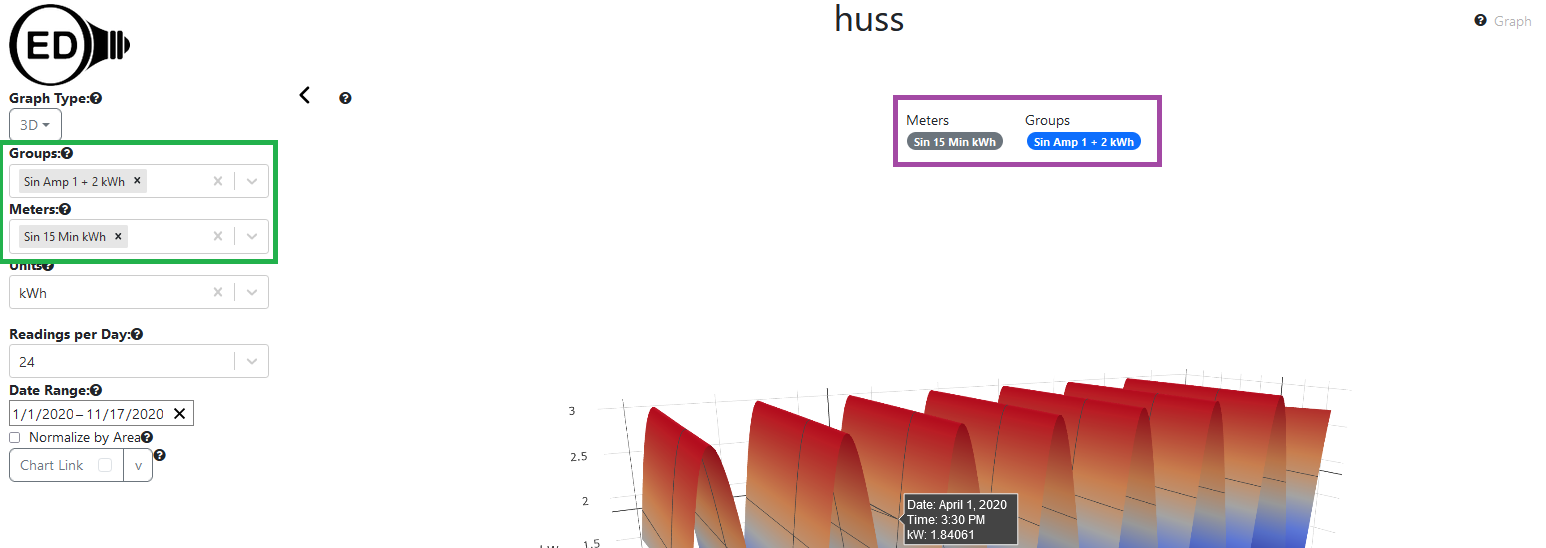 huss
Graph
ED
Graph Type:
3D
Groups:
Sin Amp 1 + 2 kWh
Meters:
Sin 15 Min kWh
Units
kWh
Readings per Day:
24
Date Range:
1/1/2020 – 11/17/2020
Normalize by Area
Chart Link
v
Meters
Groups
Sin 15 Min kWh
Sin Amp 1 + 2 kWh
3
2.5
2
1.5
Date: April 1, 2020
Time: 3:30 PM
kW: 1.84061